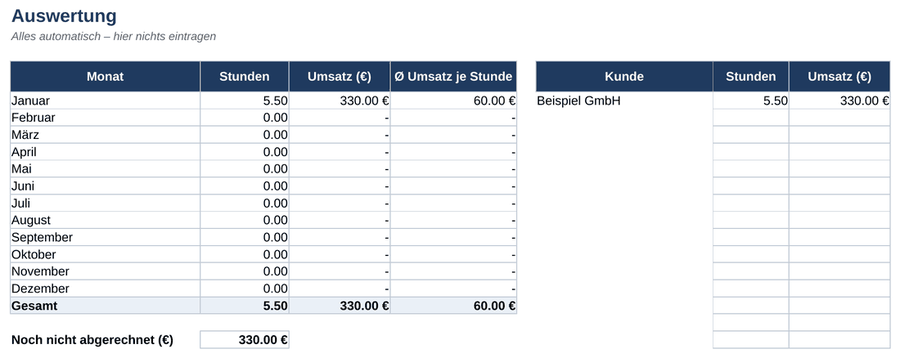 Auswertung
Alles automatisch – hier nichts eintragen
Monat Stunden Umsatz (€) Ø Umsatz je Stunde Kunde Stunden Umsatz (€)
Januar 5.50 330.00 € 60.00 € Beispiel GmbH 5.50 330.00 €
Februar 0.00 - -
März 0.00 - -
April 0.00 - -
Mai 0.00 - -
Juni 0.00 - -
Juli 0.00 - -
August 0.00 - -
September 0.00 - -
Oktober 0.00 - -
November 0.00 - -
Dezember 0.00 - -
Gesamt 5.50 330.00 € 60.00 €
Noch nicht abgerechnet (€) 330.00 €